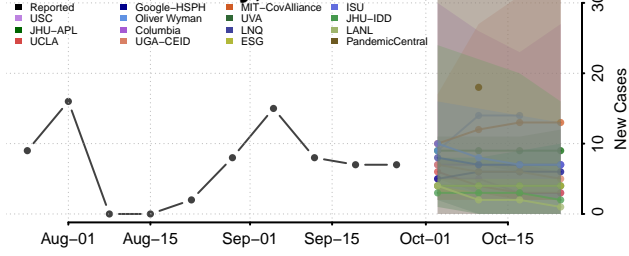 Reported Google−HSPH MIT−CovAlliance ISU
USC Oliver Wyman UVA JHU−IDD
JHU−APL Columbia LNQ LANL
UCLA UGA−CEID ESG PandemicCentral
30
20
10
0
New Cases
Aug−01 Aug−15 Sep−01 Sep−15 Oct−01 Oct−15